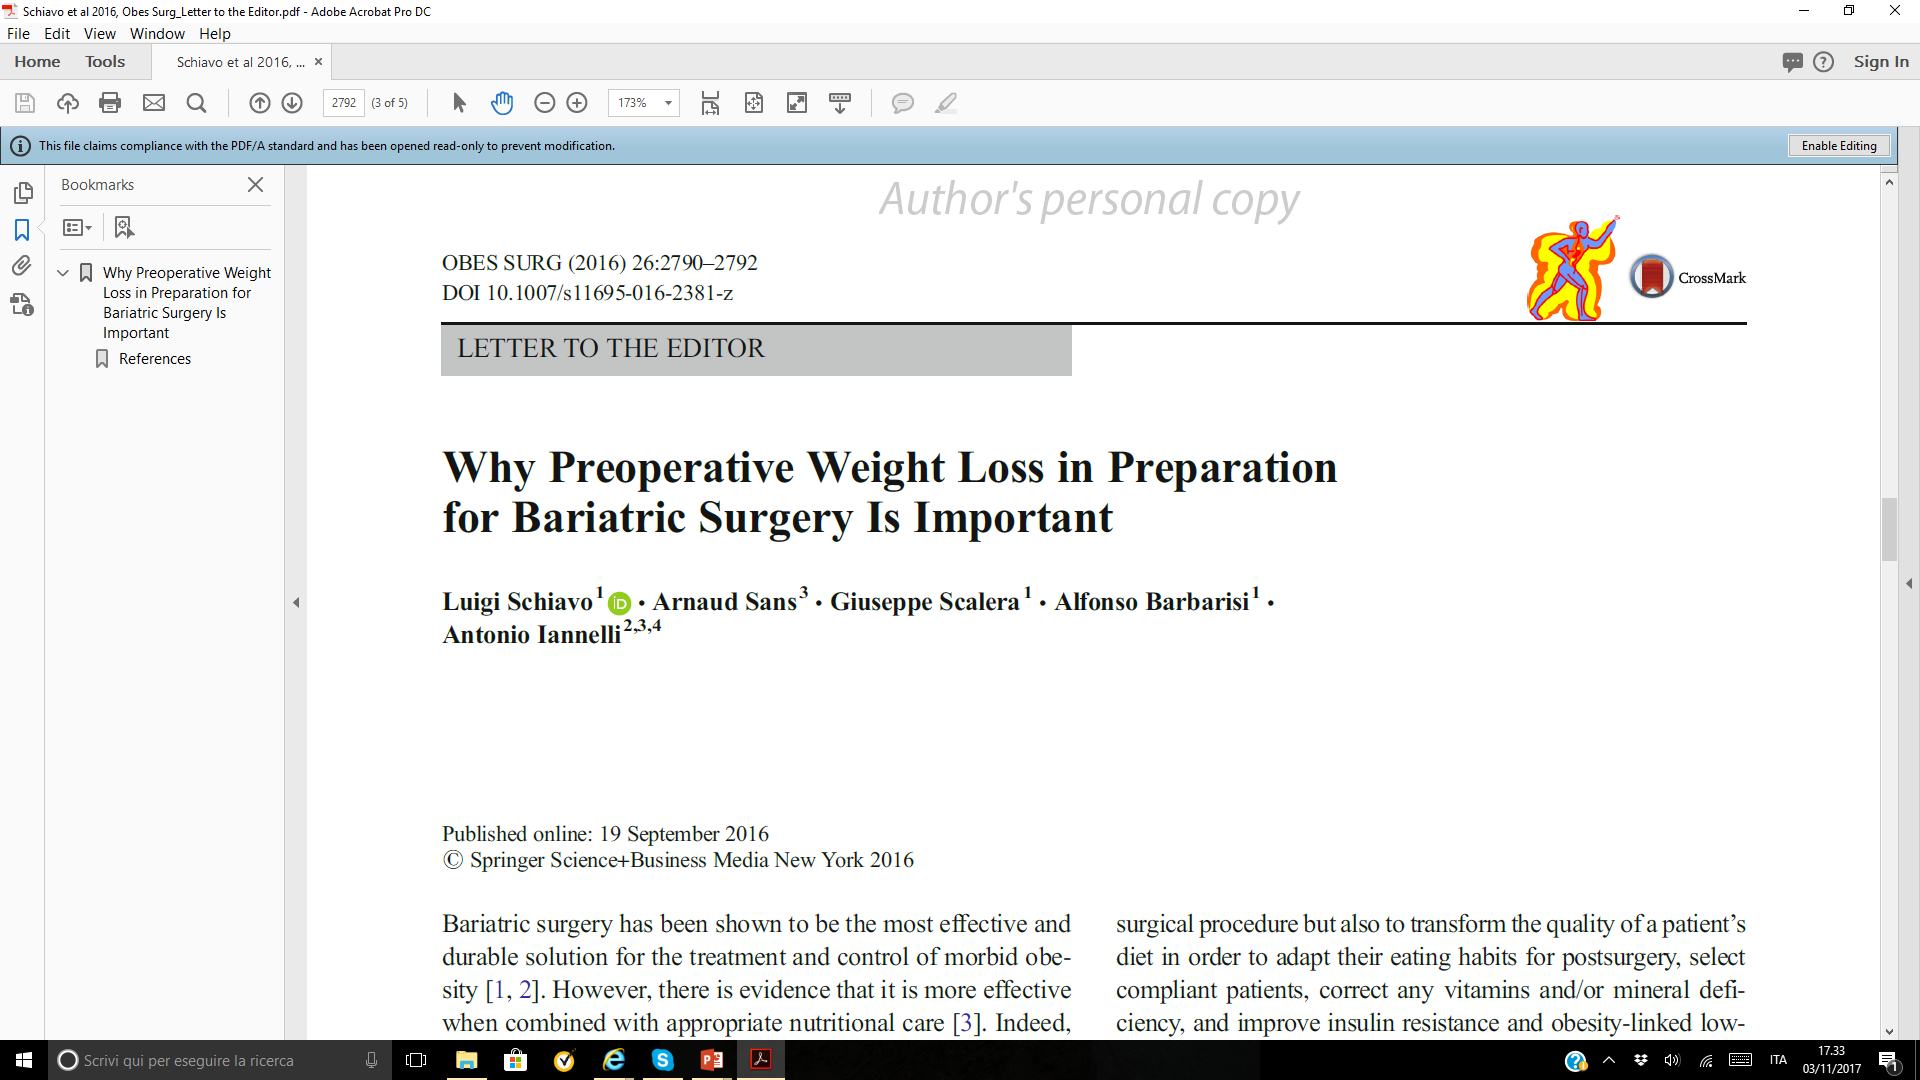 Schiavo et al 2016, Obes Surg_Letter to the Editor.pdf - Adobe Acrobat Pro DC
File Edit View Window Help
Home Tools Schiavo et al 2016, ... × Sign In
2792 (3 of 5) 173%
This file claims compliance with the PDF/A standard and has been opened read-only to prevent modification. Enable Editing
Bookmarks
Why Preoperative Weight
Loss in Preparation for
Bariatric Surgery Is
Important
References
Author's personal copy
OBES SURG (2016) 26:2790–2792
DOI 10.1007/s11695-016-2381-z
CrossMark
LETTER TO THE EDITOR
Why Preoperative Weight Loss in Preparation
for Bariatric Surgery Is Important
Luigi Schiavo1 iD • Arnaud Sans3 • Giuseppe Scalera1 • Alfonso Barbarisi1 •
Antonio Iannelli2,3,4
Published online: 19 September 2016
© Springer Science+Business Media New York 2016
Bariatric surgery has been shown to be the most effective and
durable solution for the treatment and control of morbid obe-
sity [1, 2]. However, there is evidence that it is more effective
when combined with appropriate nutritional care [3]. Indeed,
surgical procedure but also to transform the quality of a patient’s
diet in order to adapt their eating habits for postsurgery, select
compliant patients, correct any vitamins and/or mineral defi-
ciency, and improve insulin resistance and obesity-linked low-
Scrivi qui per eseguire la ricerca
ITA
17.33
03/11/2017
1